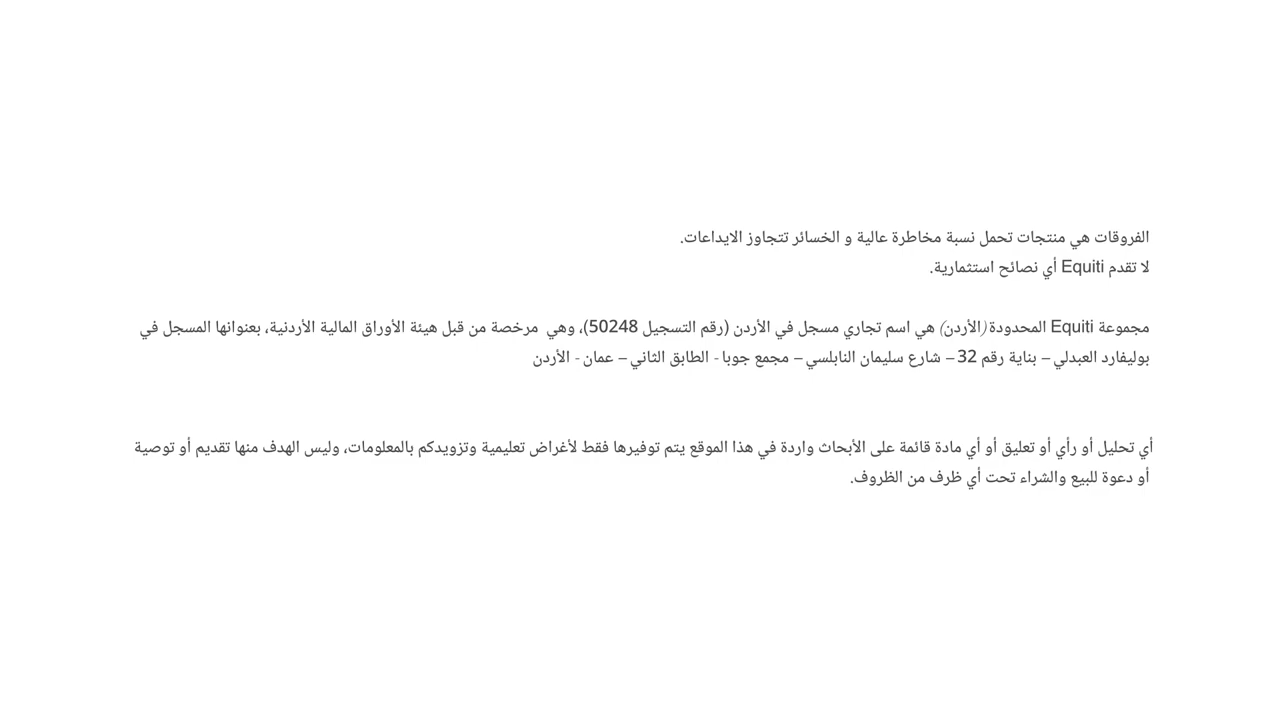 الفروقات هي منتجات تحمل نسبة مخاطرة عالية و الخسائر تتجاوز الايداعات.
لا تقدم Equiti أي نصائح استثمارية.
مجموعة Equiti المحدودة (الأردن) هي اسم تجاري مسجل في الأردن (رقم التسجيل 50248)، وهي مرخصة من قبل هيئة الأوراق المالية الأردنية، بعنوانها المسجل في
بوليفارد العبدلي – بناية رقم 32 – شارع سليمان النابلسي – مجمع جوبا - الطابق الثاني – عمان - الأردن
أي تحليل أو رأي أو تعليق أو أي مادة قائمة على الأبحاث واردة في هذا الموقع يتم توفيرها فقط لأغراض تعليمية وتزويدكم بالمعلومات، وليس الهدف منها تقديم أو توصية
أو دعوة للبيع والشراء تحت أي ظرف من الظروف.